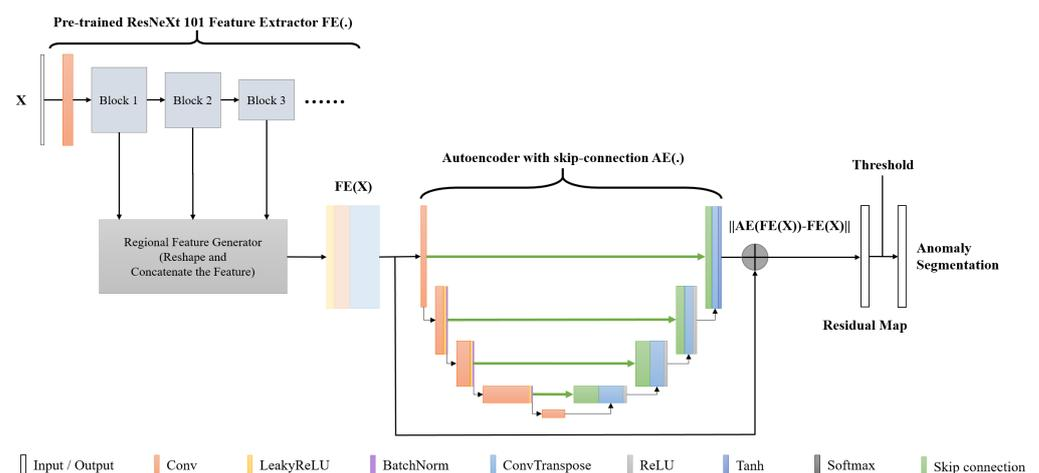 Pre-trained ResNeXt 101 Feature Extractor FE(.)
X
Block 1
Block 2
Block 3
......
Autoencoder with skip-connection AE(.)
Threshold
FE(X)
||AE(FE(X))-FE(X)||
Regional Feature Generator
(Reshape and
Concatenate the Feature)
Anomaly
Segmentation
Residual Map
Input / Output
Conv
LeakyReLU
BatchNorm
ConvTranspose
ReLU
Tanh
Softmax
Skip connection